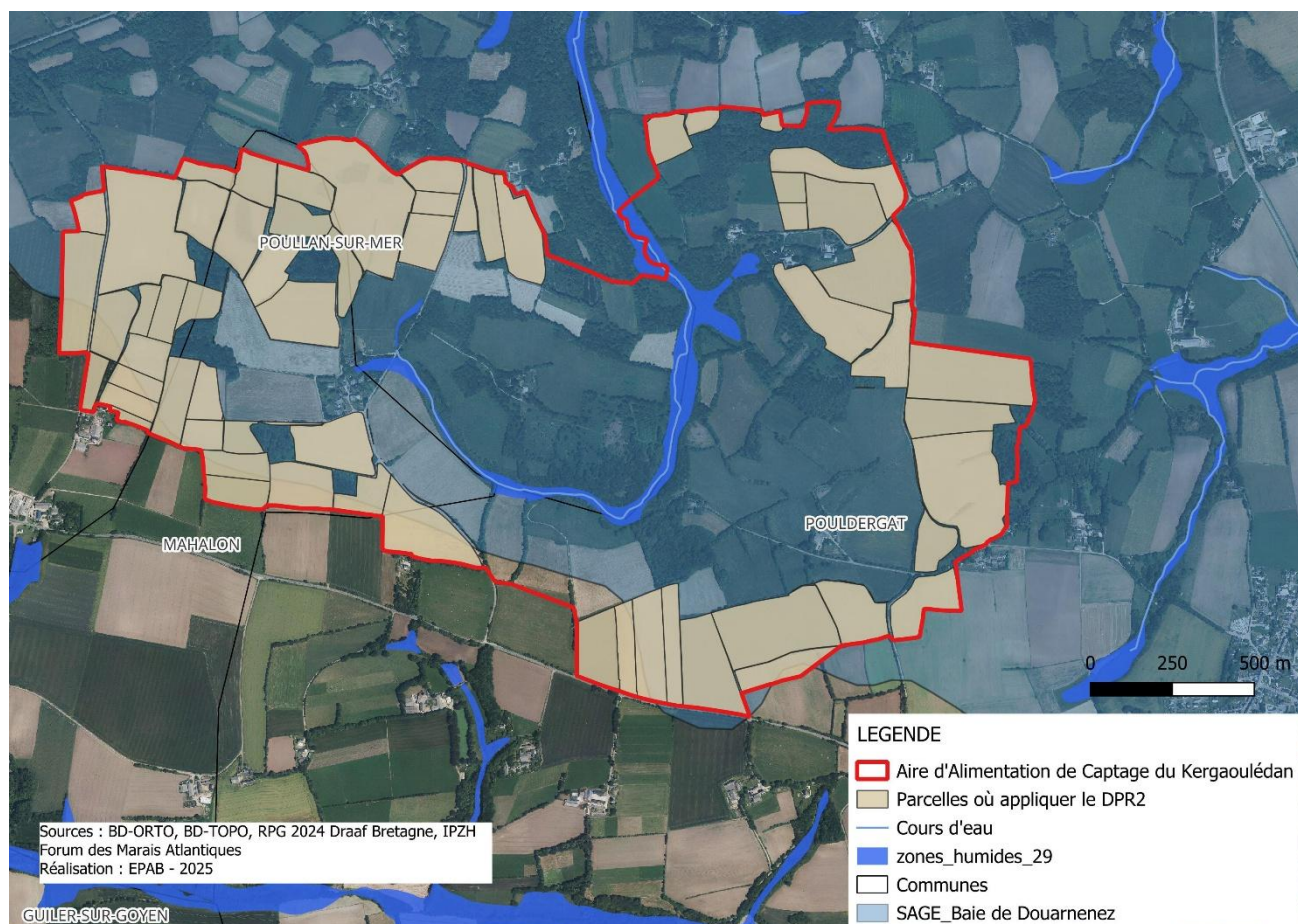 POULLAN-SUR-MER
POULDERGAT
MAHALON
0 250 500 m
LEGENDE
Aire d'Alimentation de Captage du Kergaoulédan
Parcelles où appliquer le DPR2
Cours d'eau
zones_humides_29
Communes
SAGE_Baie de Douarnenez
Sources : BD-ORTO, BD-TOPO, RPG 2024 Draaf Bretagne, IPZH
Forum des Marais Atlantiques
Réalisation : EPAB - 2025
GUILER-SUR-GOYEN